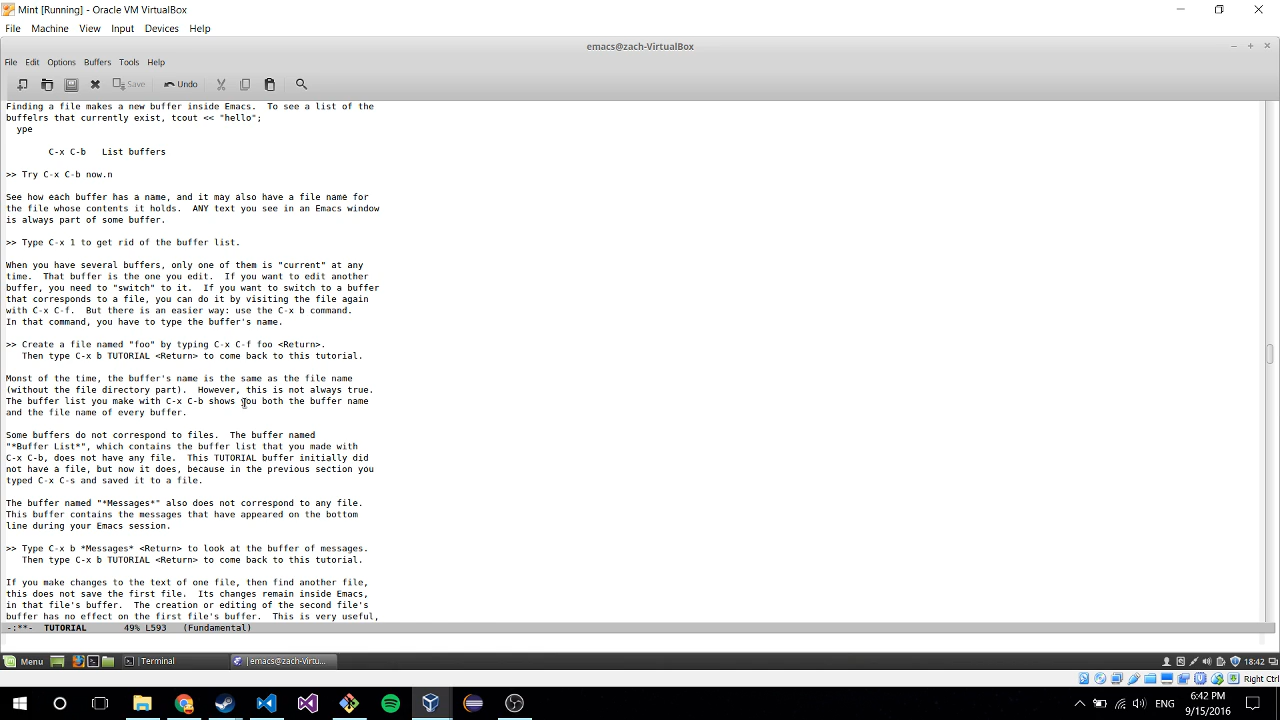 Mint [Running] - Oracle VM VirtualBox
File Machine View Input Devices Help
emacs@zach-VirtualBox
File Edit Options Buffers Tools Help
Save Undo
Finding a file makes a new buffer inside Emacs.  To see a list of the
buffelrs that currently exist, tcout << "hello";
ype
C-x C-b   List buffers
>> Try C-x C-b now.n
See how each buffer has a name, and it may also have a file name for
the file whose contents it holds.  ANY text you see in an Emacs window
is always part of some buffer.
>> Type C-x 1 to get rid of the buffer list.
When you have several buffers, only one of them is "current" at any
time.  That buffer is the one you edit.  If you want to edit another
buffer, you need to "switch" to it.  If you want to switch to a buffer
that corresponds to a file, you can do it by visiting the file again
with C-x C-f.  But there is an easier way: use the C-x b command.
In that command, you have to type the buffer's name.
>> Create a file named "foo" by typing C-x C-f foo <Return>.
Then type C-x b TUTORIAL <Return> to come back to this tutorial.
Monst of the time, the buffer's name is the same as the file name
(without the file directory part).  However, this is not always true.
The buffer list you make with C-x C-b shows you both the buffer name
and the file name of every buffer.
Some buffers do not correspond to files.  The buffer named
"*Buffer List*", which contains the buffer list that you made with
C-x C-b, does not have any file.  This TUTORIAL buffer initially did
not have a file, but now it does, because in the previous section you
typed C-x C-s and saved it to a file.
The buffer named "*Messages*" also does not correspond to any file.
This buffer contains the messages that have appeared on the bottom
line during your Emacs session.
>> Type C-x b *Messages* <Return> to look at the buffer of messages.
Then type C-x b TUTORIAL <Return> to come back to this tutorial.
If you make changes to the text of one file, then find another file,
this does not save the first file.  Its changes remain inside Emacs,
in that file's buffer.  The creation or editing of the second file's
buffer has no effect on the first file's buffer.  This is very useful,
-:**-  TUTORIAL       49% L593   (Fundamental)
Menu Terminal emacs@zach-Virtu... 18:42
Right Ctrl
6:42 PM
ENG
9/15/2016